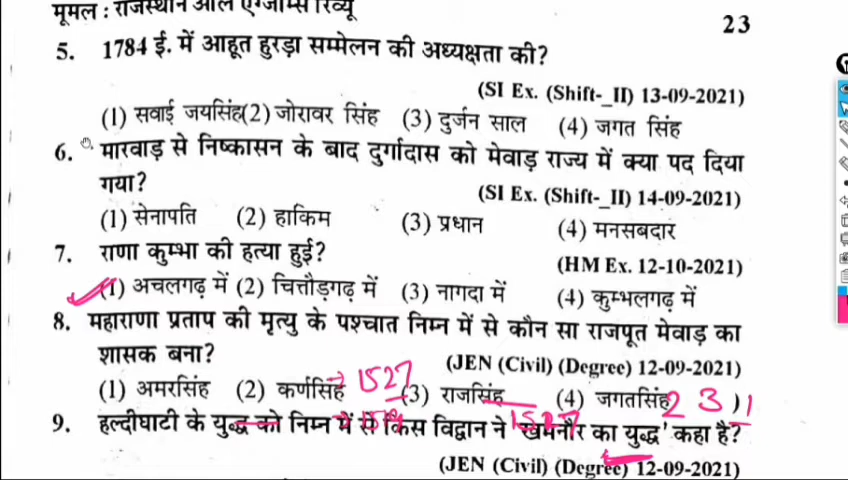 मूमल : राजस्थान ऑल एग्जाम्स रिव्यू
23
5. 1784 ई. में आहूत हुरड़ा सम्मेलन की अध्यक्षता की?
(SI Ex. (Shift-_II) 13-09-2021)
(1) सवाई जयसिंह(2) जोरावर सिंह (3) दुर्जन साल (4) जगत सिंह
6. मारवाड़ से निष्कासन के बाद दुर्गादास को मेवाड़ राज्य में क्या पद दिया
गया?
(SI Ex. (Shift-_II) 14-09-2021)
(1) सेनापति (2) हाकिम (3) प्रधान (4) मनसबदार
7. राणा कुम्भा की हत्या हुई?
(HM Ex. 12-10-2021)
(1) अचलगढ़ में (2) चित्तौड़गढ़ में (3) नागदा में (4) कुम्भलगढ़ में
8. महाराणा प्रताप की मृत्यु के पश्चात निम्न में से कौन सा राजपूत मेवाड़ का
शासक बना?
(JEN (Civil) (Degree) 12-09-2021)
(1) अमरसिंह (2) कर्णसिंह 1527 (3) राजसिंह (4) जगतसिंह 2 3 ) 1
9. हल्दीघाटी के युद्ध को निम्न में से किस विद्वान ने 'खमनौर का युद्ध' कहा है?
(JEN (Civil) (Degree) 12-09-2021)